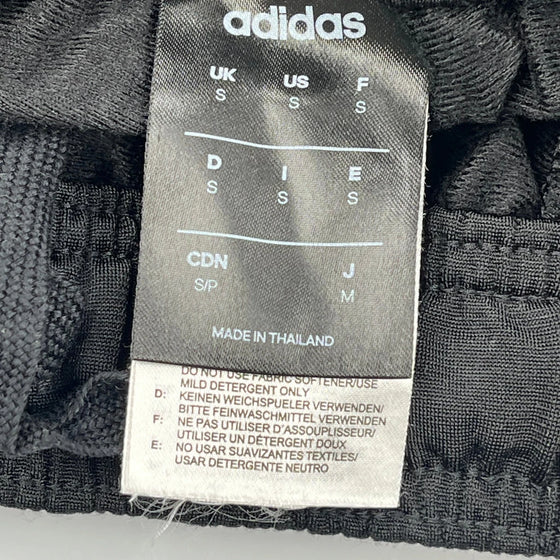 adidas
UK US F
S S S
D I E
S S S
CDN J
S/P M
MADE IN THAILAND
DO NOT USE FABRIC SOFTENER/USE
MILD DETERGENT ONLY
D: KEINEN WEICHSPUELER VERWENDEN/
BITTE FEINWASCHMITTEL VERWENDEN
F: NE PAS UTILISER D'ASSOUPLISSEUR/
UTILISER UN DÉTERGENT DOUX
E: NO USAR SUAVIZANTES TEXTILES/
USAR DETERGENTE NEUTRO